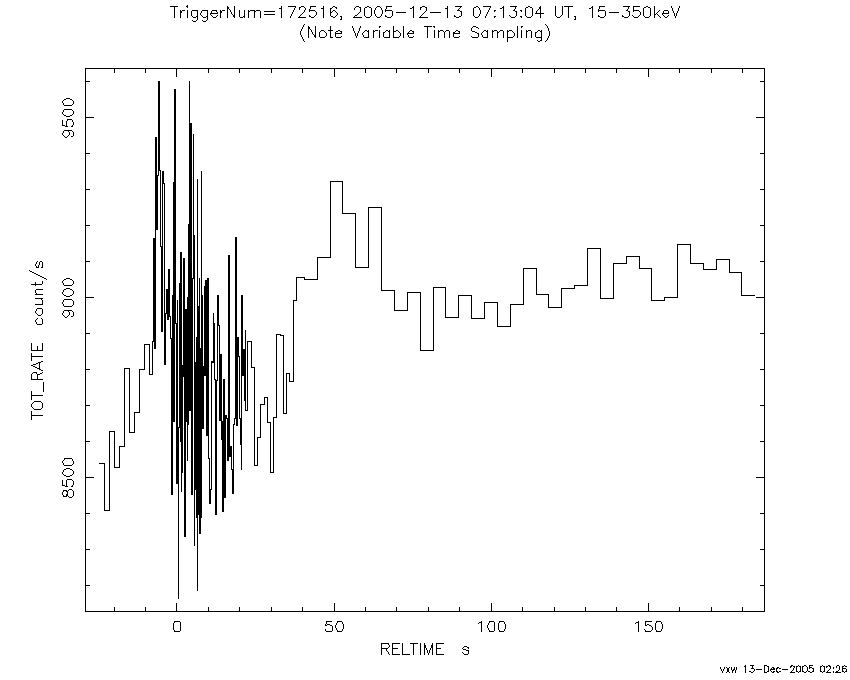 TriggerNum=172516, 2005-12-13 07:13:04 UT, 15-350keV
(Note Variable Time Sampling)
TOT_RATE count/s
9500
9000
8500
0 50 100 150
RELTIME s
vxw 13-Dec-2005 02:26